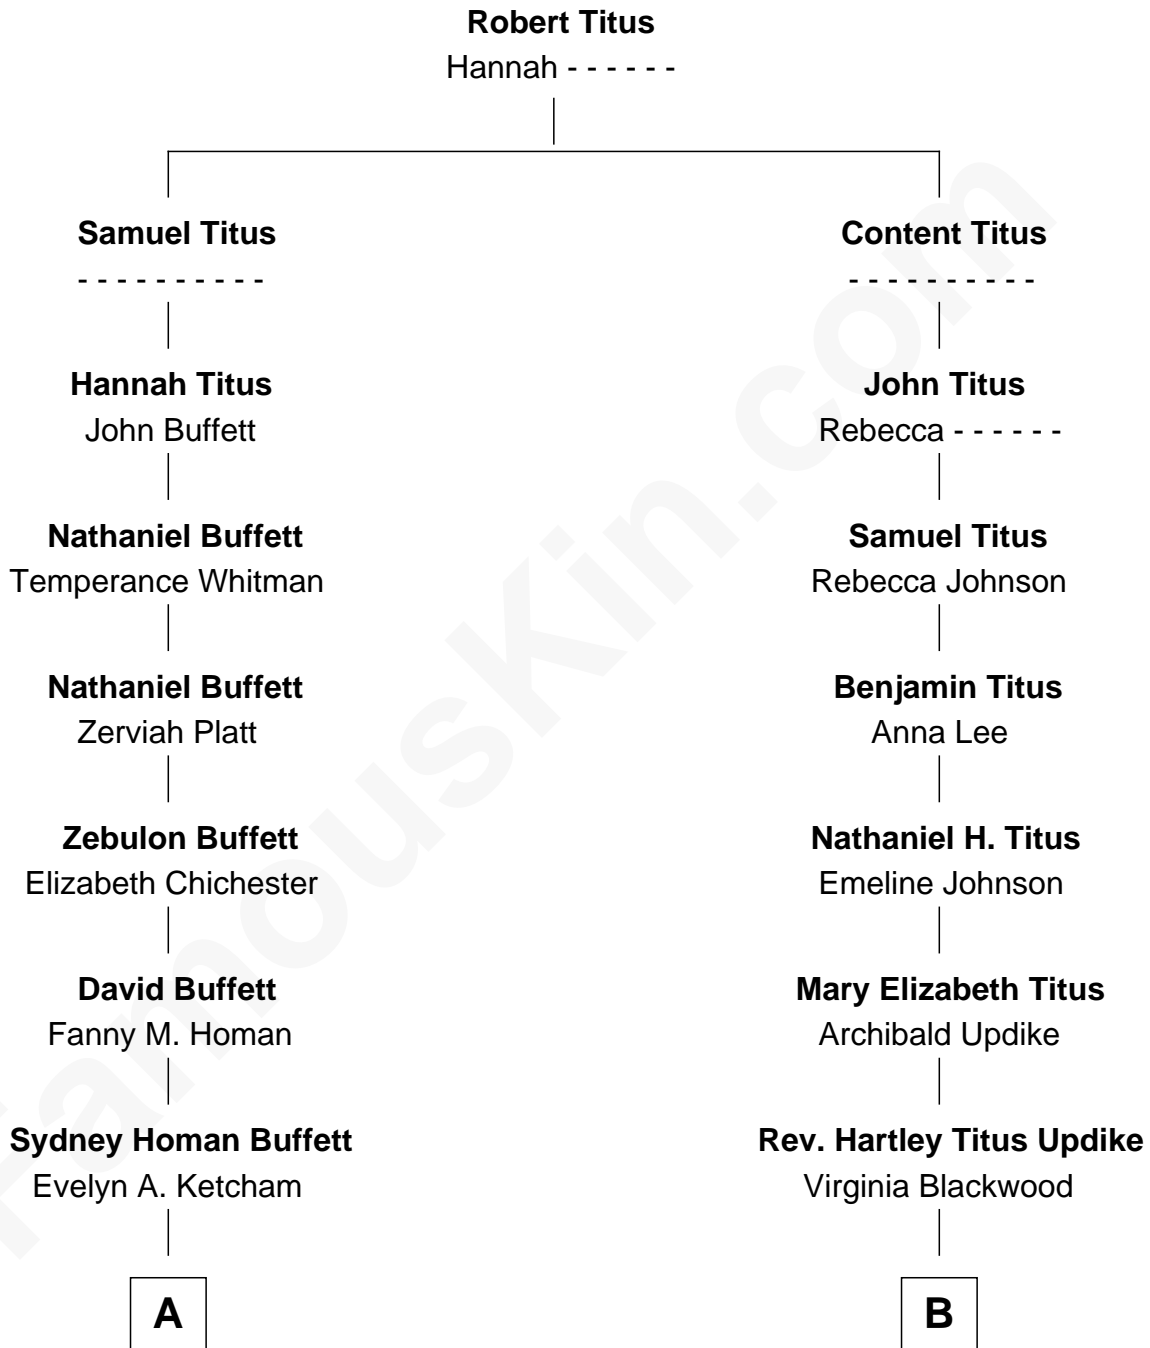 Robert Titus
Hannah - - - - - -
Samuel Titus
- - - - - - - - - -
Content Titus
- - - - - - - - - -
Hannah Titus
John Buffett
John Titus
Rebecca - - - - - -
Nathaniel Buffett
Temperance Whitman
Samuel Titus
Rebecca Johnson
Nathaniel Buffett
Zerviah Platt
Benjamin Titus
Anna Lee
Zebulon Buffett
Elizabeth Chichester
Nathaniel H. Titus
Emeline Johnson
David Buffett
Fanny M. Homan
Mary Elizabeth Titus
Archibald Updike
Sydney Homan Buffett
Evelyn A. Ketcham
Rev. Hartley Titus Updike
Virginia Blackwood
A
B
FamousKin.com